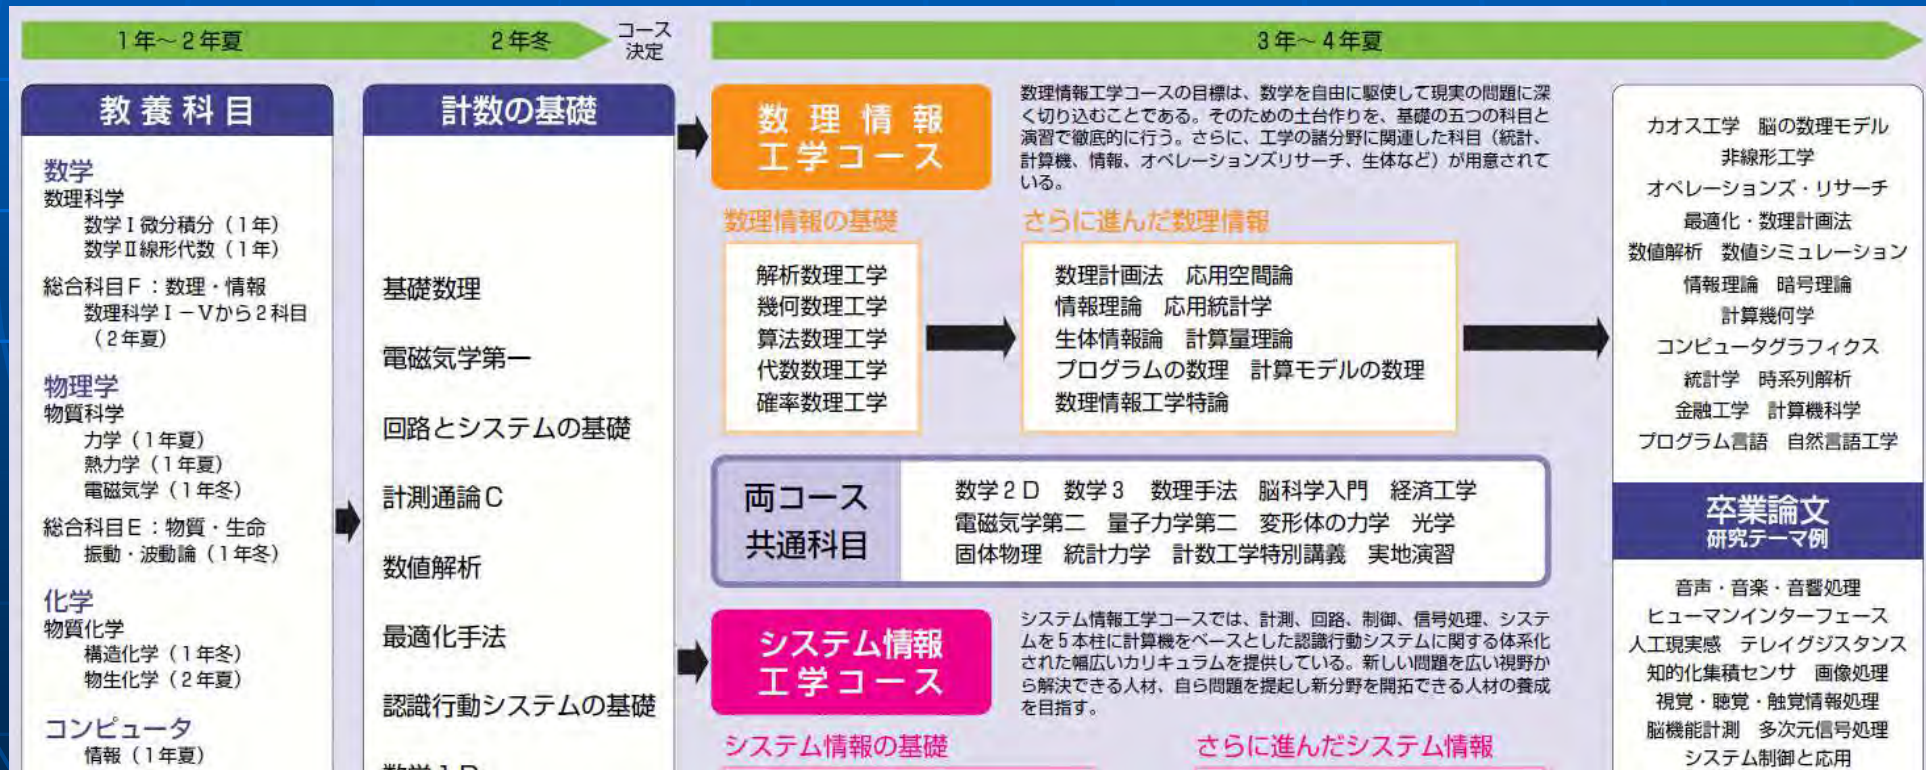 1年～2年夏
2年冬
コース
決定
3年～4年夏
教養科目
数学
数理科学
数学Ⅰ微分積分（1年）
数学Ⅱ線形代数（1年）
総合科目F：数理・情報
数理科学Ⅰ－Ⅴから2科目
（2年夏）
物理学
物質科学
力学（1年夏）
熱力学（1年夏）
電磁気学（1年冬）
総合科目E：物質・生命
振動・波動論（1年冬）
化学
物質化学
構造化学（1年冬）
物生化学（2年夏）
コンピュータ
情報（1年夏）
計数の基礎
基礎数理
電磁気学第一
回路とシステムの基礎
計測通論C
数値解析
最適化手法
認識行動システムの基礎
数理情報
工学コース
数理情報工学コースの目標は、数学を自由に駆使して現実の問題に深
く切り込むことである。そのための土台作りを、基礎の五つの科目と
演習で徹底的に行う。さらに、工学の諸分野に関連した科目（統計、
計算機、情報、オペレーションズリサーチ、生体など）が用意されて
いる。
数理情報の基礎
解析数理工学
幾何数理工学
算法数理工学
代数数理工学
確率数理工学
さらに進んだ数理情報
数理計画法　応用空間論
情報理論　応用統計学
生体情報論　計算量理論
プログラムの数理　計算モデルの数理
数理情報工学特論
両コース
共通科目
数学2D　数学3　数理手法　脳科学入門　経済工学
電磁気学第二　量子力学第二　変形体の力学　光学
固体物理　統計力学　計数工学特別講義　実地演習
システム情報
工学コース
システム情報工学コースでは、計測、回路、制御、信号処理、システ
ムを5本柱に計算機をベースとした認識行動システムに関する体系化
された幅広いカリキュラムを提供している。新しい問題を広い視野か
ら解決できる人材、自ら問題を提起し新分野を開拓できる人材の養成
を目指す。
システム情報の基礎
さらに進んだシステム情報
カオス工学　脳の数理モデル
非線形工学
オペレーションズ・リサーチ
最適化・数理計画法
数値解析　数値シミュレーション
情報理論　暗号理論
計算幾何学
コンピュータグラフィクス
統計学　時系列解析
金融工学　計算機科学
プログラム言語　自然言語工学
卒業論文
研究テーマ例
音声・音楽・音響処理
ヒューマンインターフェース
人工現実感　テレイグジスタンス
知的化集積センサ　画像処理
視覚・聴覚・触覚情報処理
脳機能計測　多次元信号処理
システム制御と応用